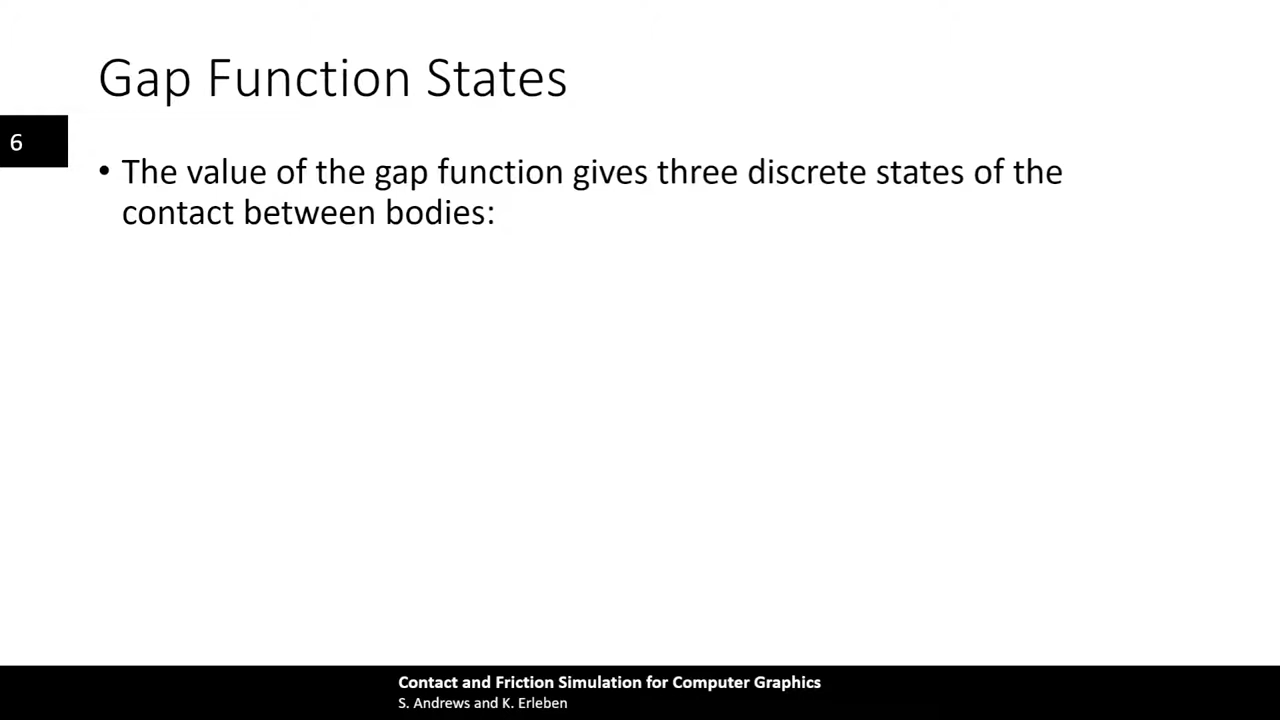 Gap Function States
6
• The value of the gap function gives three discrete states of the
contact between bodies:
Contact and Friction Simulation for Computer Graphics
S. Andrews and K. Erleben